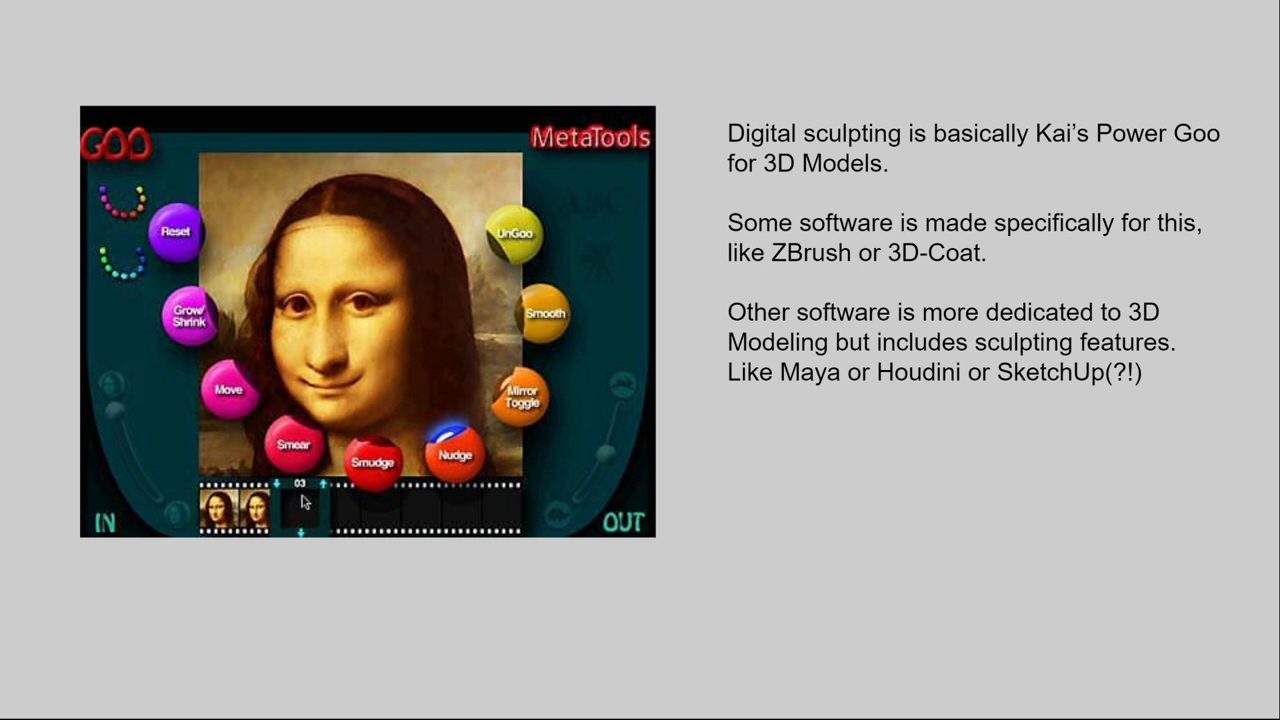 GOO
MetaTools
Reset
UnGoo
Grow/
Shrink
Smooth
Move
Mirror
Toggle
Smear
Smudge
Nudge
03
IN
OUT
Digital sculpting is basically Kai’s Power Goo
for 3D Models.
Some software is made specifically for this,
like ZBrush or 3D-Coat.
Other software is more dedicated to 3D
Modeling but includes sculpting features.
Like Maya or Houdini or SketchUp(?!)